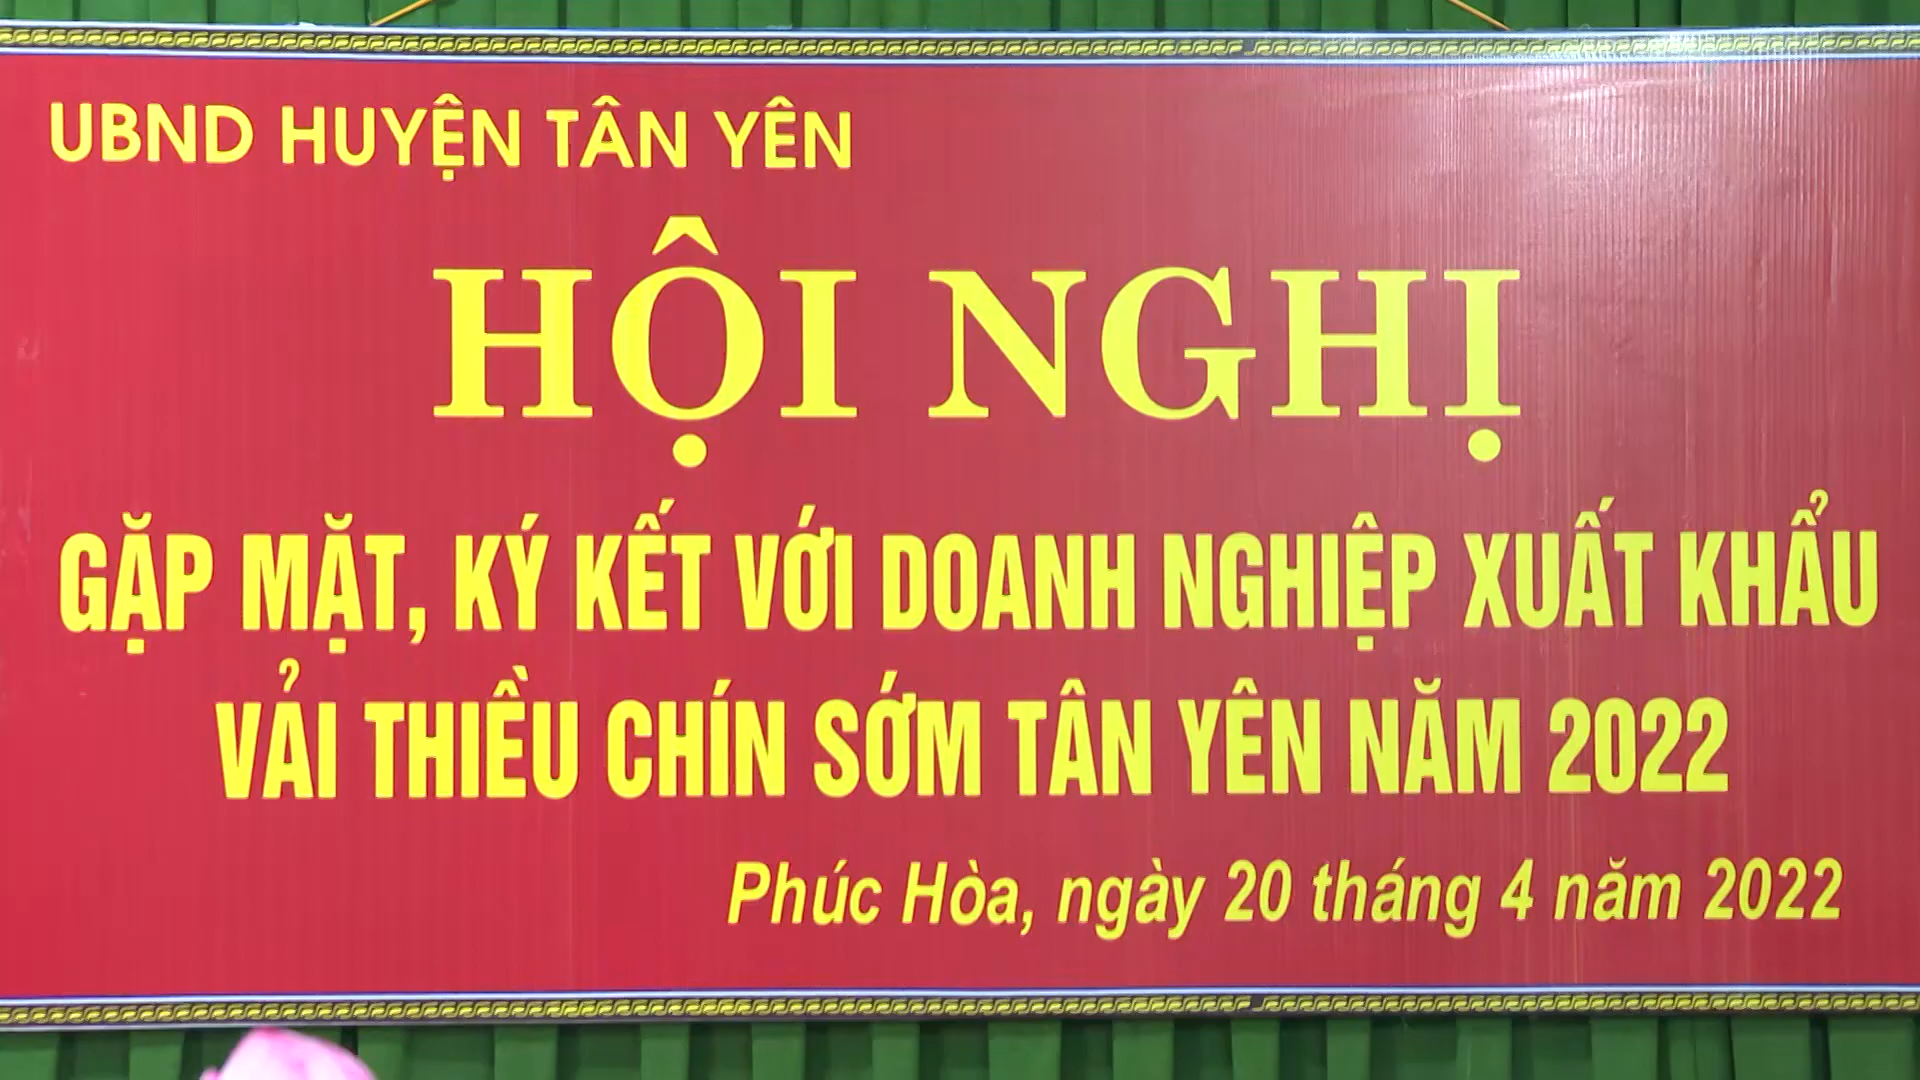 UBND HUYỆN TÂN YÊN
HỘI NGHỊ
GẶP MẶT, KÝ KẾT VỚI DOANH NGHIỆP XUẤT KHẨU
VẢI THIỀU CHÍN SỚM TÂN YÊN NĂM 2022
Phúc Hòa, ngày 20 tháng 4 năm 2022